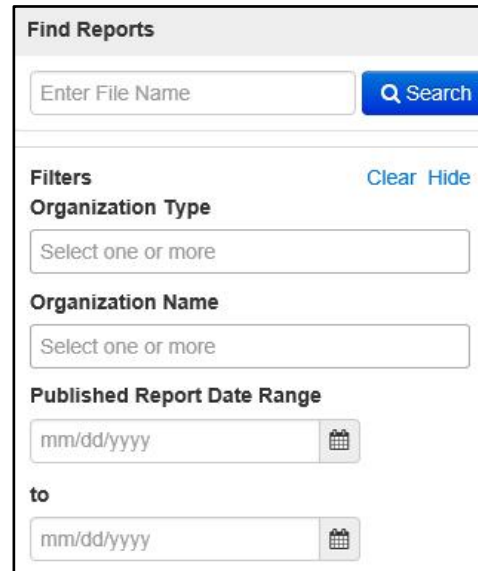 Find Reports
Enter File Name Search
Filters Clear Hide
Organization Type
Select one or more
Organization Name
Select one or more
Published Report Date Range
mm/dd/yyyy
to
mm/dd/yyyy